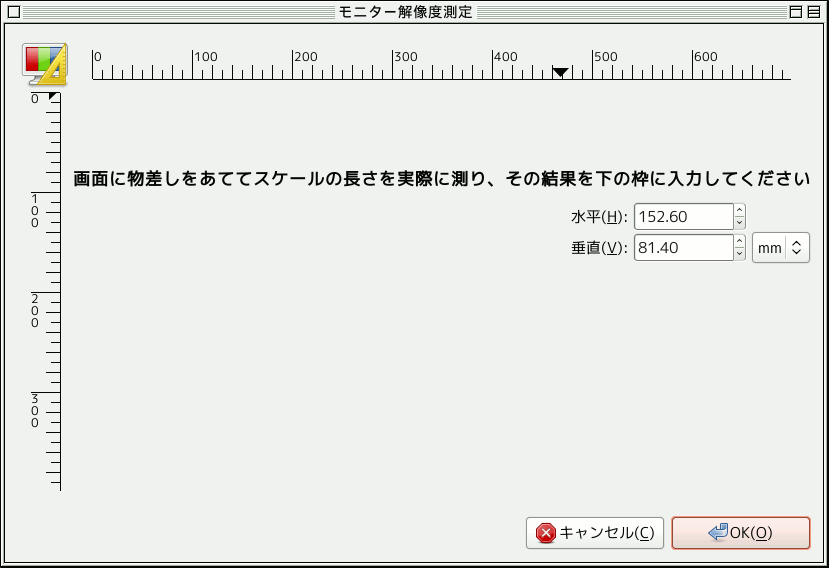 モニター解像度測定
0 100 200 300 400 500 600
0
100
200
300
画面に物差しをあててスケールの長さを実際に測り、その結果を下の枠に入力してください
水平(H): 152.60
垂直(V): 81.40 mm
キャンセル(C) OK(O)